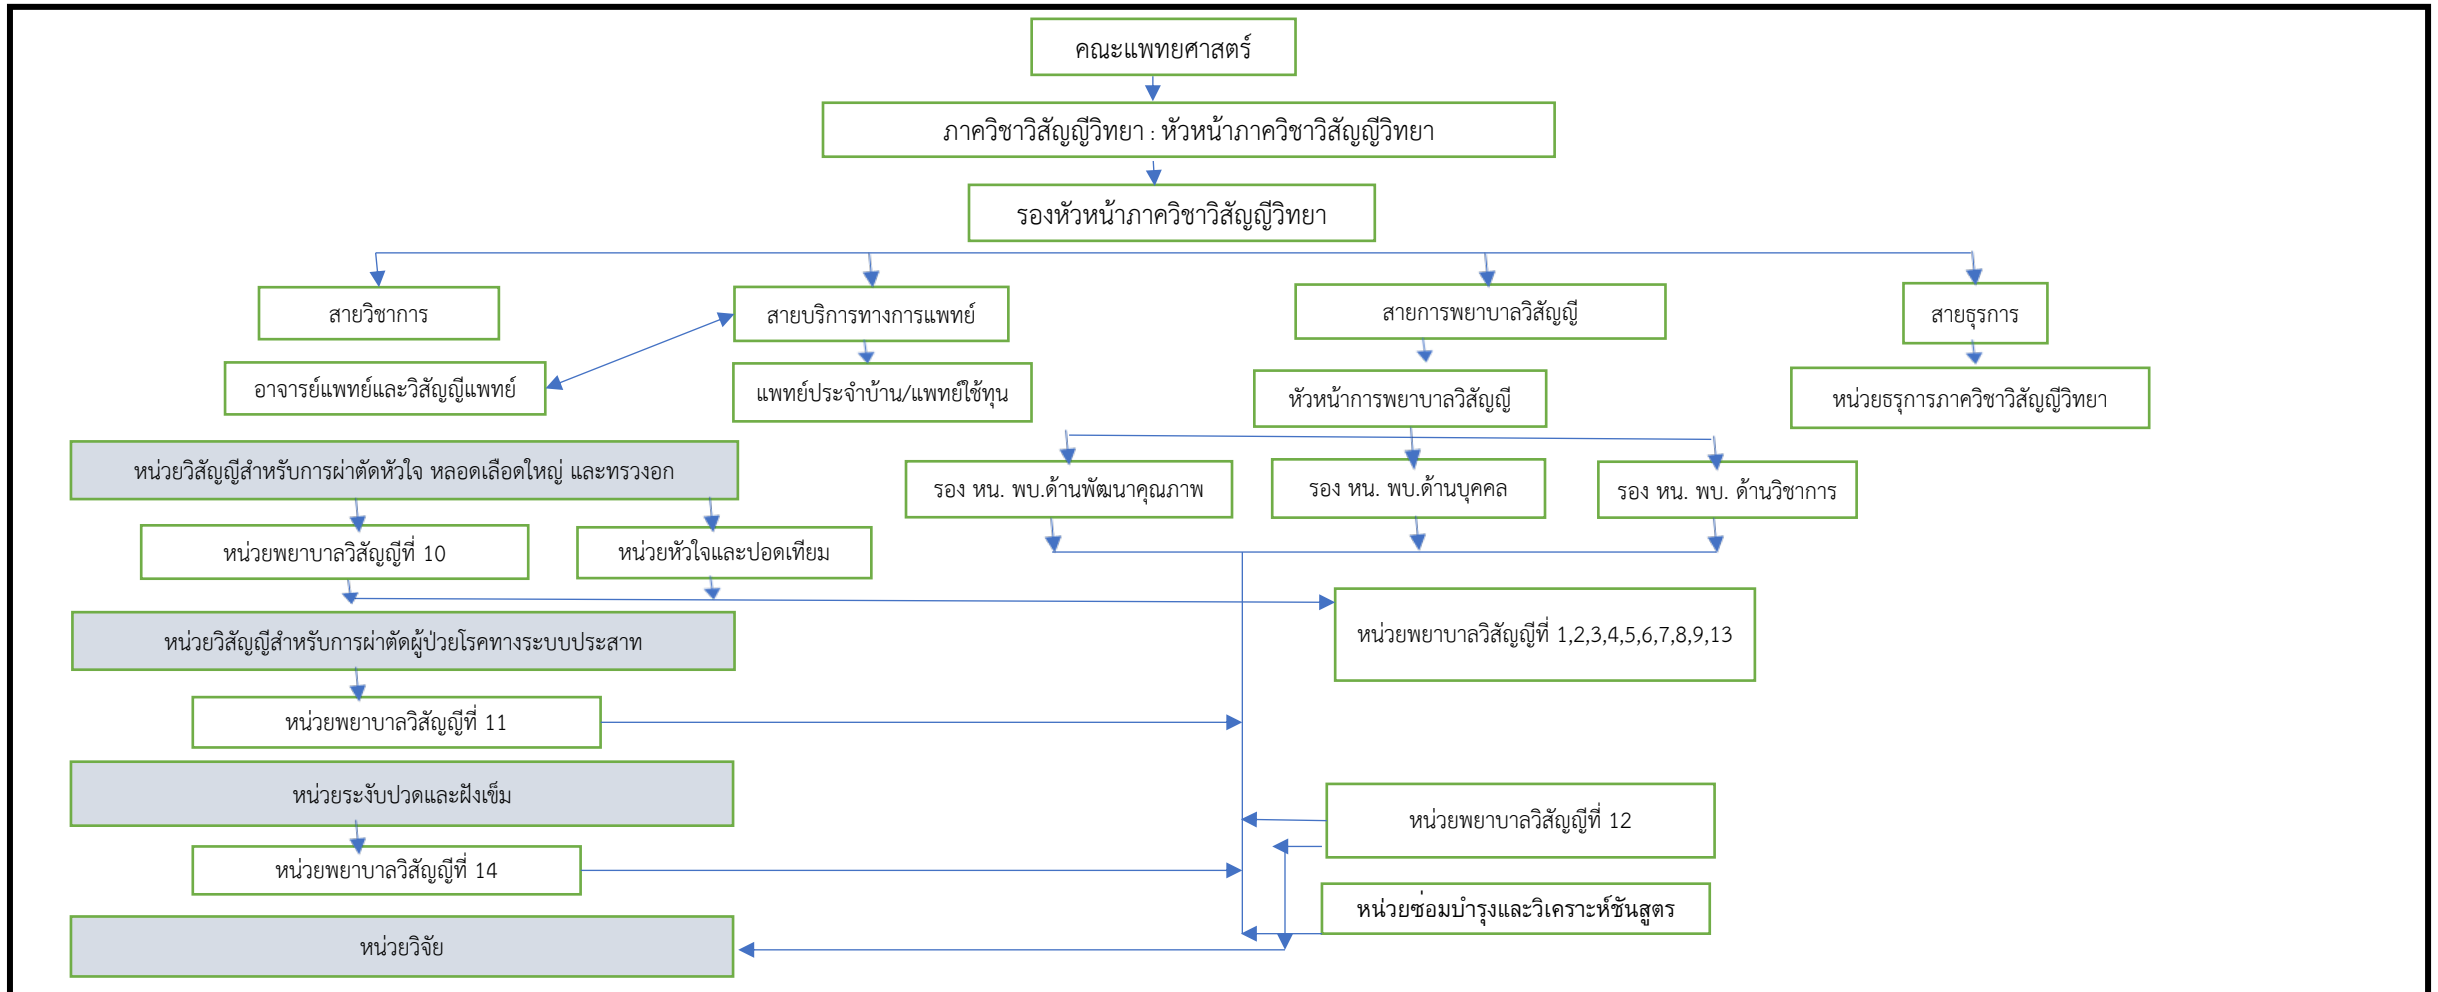 คณะแพทยศาสตร์
ภาควิชาวิสัญญีวิทยา : หัวหน้าภาควิชาวิสัญญีวิทยา
รองหัวหน้าภาควิชาวิสัญญีวิทยา
สายวิชาการ
สายบริการทางการแพทย์
สายการพยาบาลวิสัญญี
สายธุรการ
อาจารย์แพทย์และวิสัญญีแพทย์
แพทย์ประจำบ้าน/แพทย์ใช้ทุน
หัวหน้าการพยาบาลวิสัญญี
หน่วยธรุการภาควิชาวิสัญญีวิทยา
หน่วยวิสัญญีสำหรับการผ่าตัดหัวใจ หลอดเลือดใหญ่ และทรวงอก
รอง หน. พบ.ด้านพัฒนาคุณภาพ
รอง หน. พบ.ด้านบุคคล
รอง หน. พบ. ด้านวิชาการ
หน่วยพยาบาลวิสัญญีที่ 10
หน่วยหัวใจและปอดเทียม
หน่วยวิสัญญีสำหรับการผ่าตัดผู้ป่วยโรคทางระบบประสาท
หน่วยพยาบาลวิสัญญีที่ 1,2,3,4,5,6,7,8,9,13
หน่วยพยาบาลวิสัญญีที่ 11
หน่วยระงับปวดและฝังเข็ม
หน่วยพยาบาลวิสัญญีที่ 12
หน่วยพยาบาลวิสัญญีที่ 14
หน่วยซ่อมบำรุงและวิเคราะห์ชันสูตร
หน่วยวิจัย